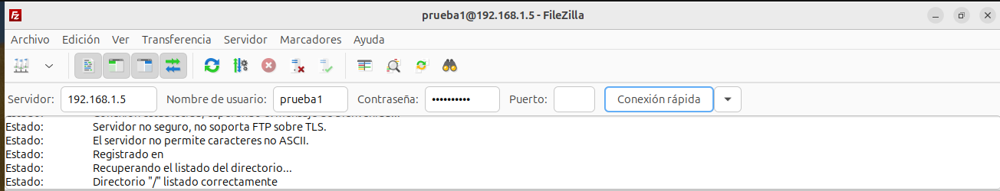 prueba1@192.168.1.5 - FileZilla
Archivo Edición Ver Transferencia Servidor Marcadores Ayuda
Servidor: 192.168.1.5 Nombre de usuario: prueba1 Contraseña: •••••••••• Puerto: Conexión rápida
Estado: Servidor no seguro, no soporta FTP sobre TLS.
Estado: El servidor no permite caracteres no ASCII.
Estado: Registrado en
Estado: Recuperando el listado del directorio...
Estado: Directorio "/" listado correctamente